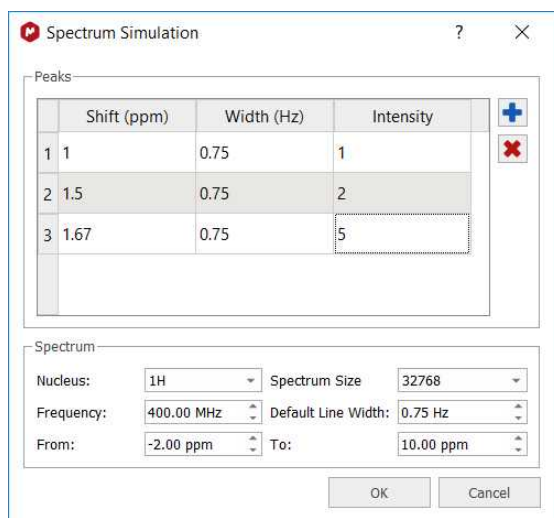 Spectrum Simulation ?
Peaks
Shift (ppm) Width (Hz) Intensity
1 1 0.75 1
2 1.5 0.75 2
3 1.67 0.75 5
Spectrum
Nucleus: 1H Spectrum Size 32768
Frequency: 400.00 MHz Default Line Width: 0.75 Hz
From: -2.00 ppm To: 10.00 ppm
OK Cancel